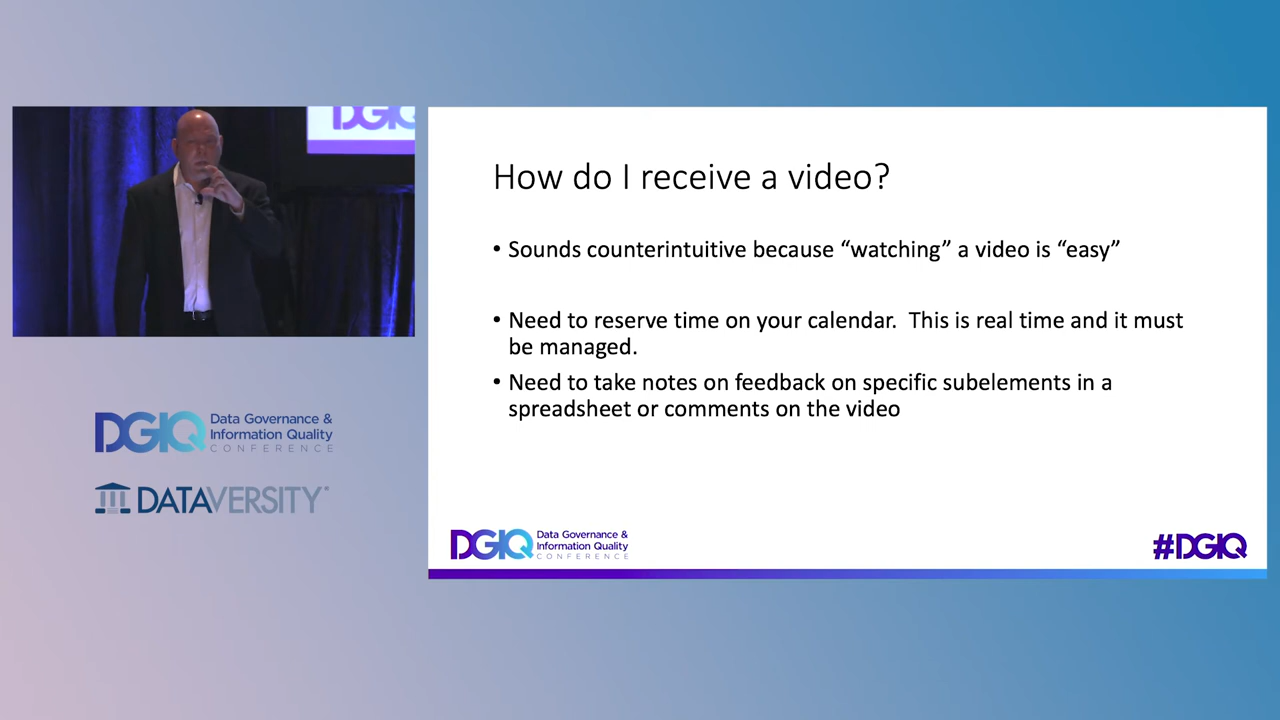 DGIQ
How do I receive a video?
• Sounds counterintuitive because “watching” a video is “easy”
• Need to reserve time on your calendar.  This is real time and it must
be managed.
• Need to take notes on feedback on specific subelements in a
spreadsheet or comments on the video
DGIQ
Data Governance &
Information Quality
CONFERENCE
DATAVERSITY
DGIQ
Data Governance &
Information Quality
CONFERENCE
#DGIQ